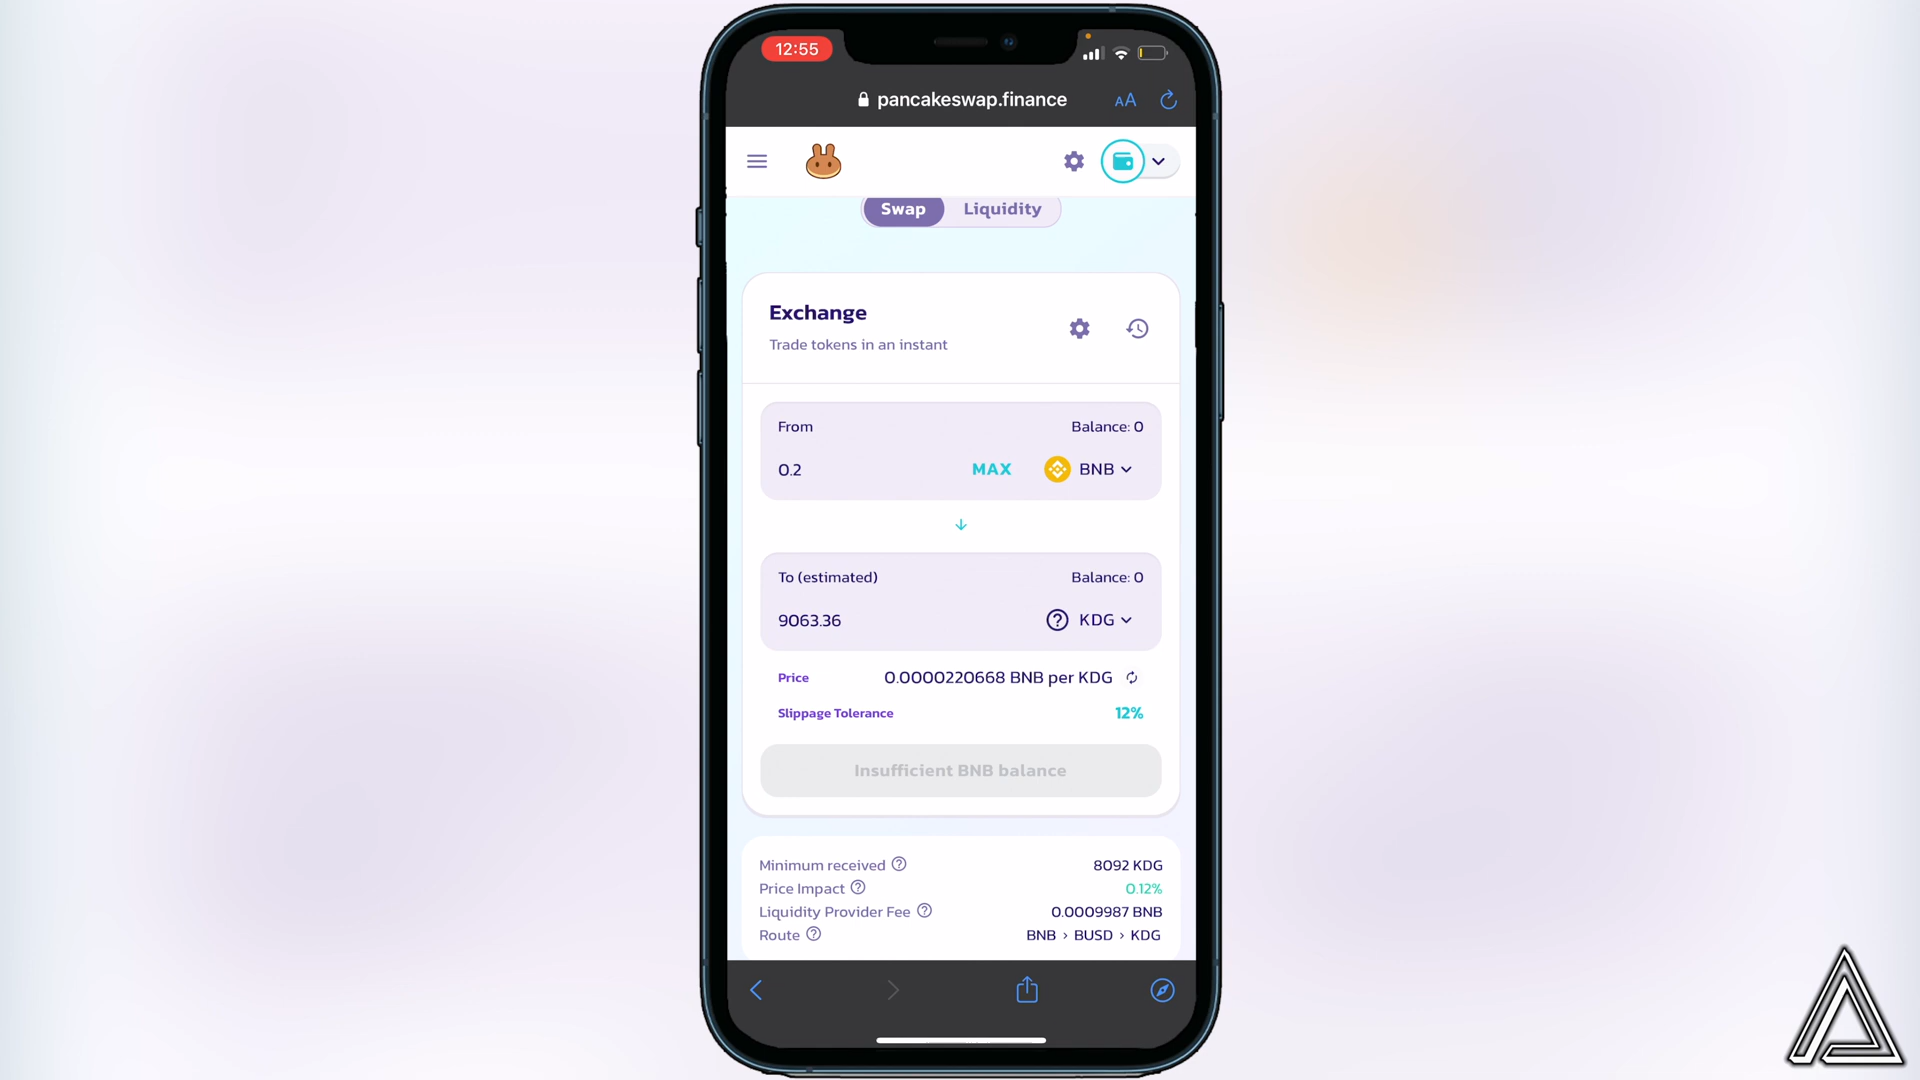 12:55
pancakeswap.finance AA
Swap Liquidity
Exchange
Trade tokens in an instant
From Balance: 0
0.2 MAX BNB
To (estimated) Balance: 0
9063.36 ? KDG
Price 0.0000220668 BNB per KDG
Slippage Tolerance 12%
Insufficient BNB balance
Minimum received ? 8092 KDG
Price Impact ? 0.12%
Liquidity Provider Fee ? 0.0009987 BNB
Route ? BNB > BUSD > KDG